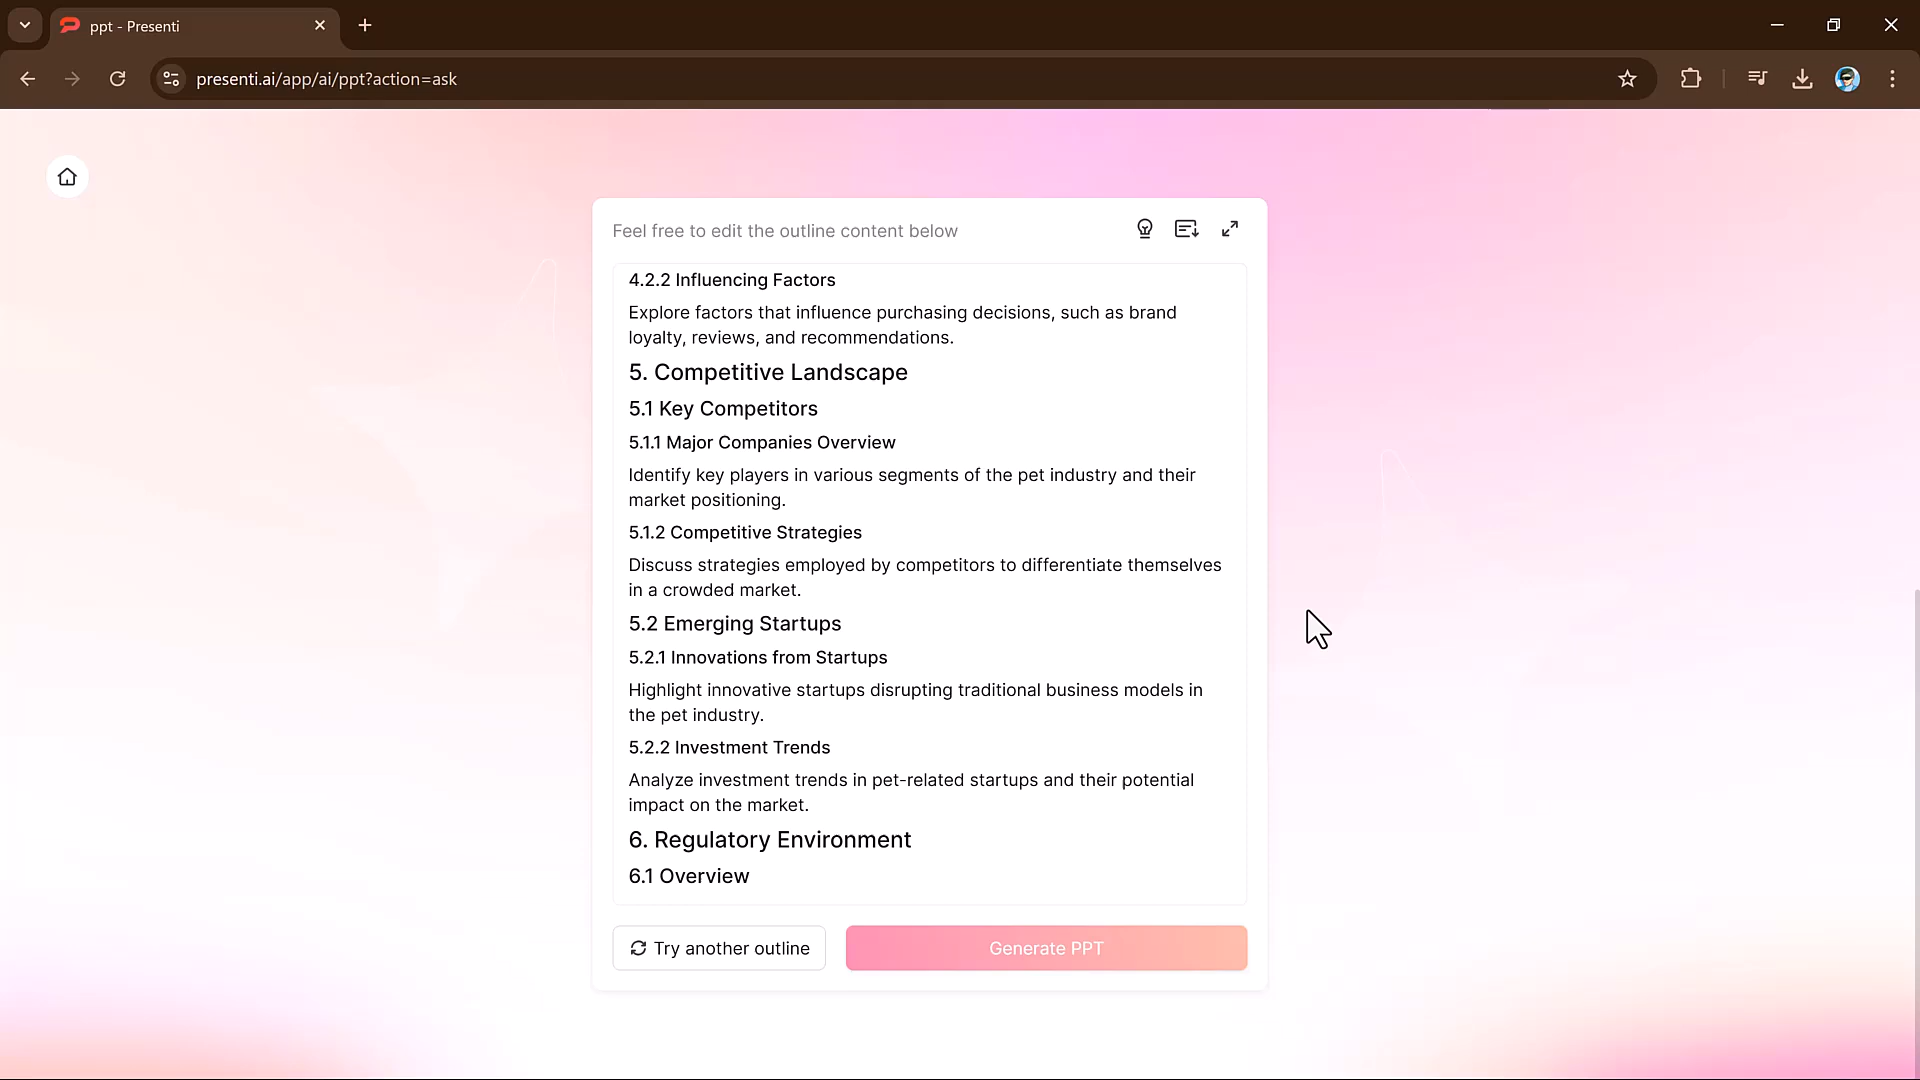 ppt - Presenti
presenti.ai/app/ai/ppt?action=ask
Feel free to edit the outline content below
4.2.2 Influencing Factors
Explore factors that influence purchasing decisions, such as brand
loyalty, reviews, and recommendations.
5. Competitive Landscape
5.1 Key Competitors
5.1.1 Major Companies Overview
Identify key players in various segments of the pet industry and their
market positioning.
5.1.2 Competitive Strategies
Discuss strategies employed by competitors to differentiate themselves
in a crowded market.
5.2 Emerging Startups
5.2.1 Innovations from Startups
Highlight innovative startups disrupting traditional business models in
the pet industry.
5.2.2 Investment Trends
Analyze investment trends in pet-related startups and their potential
impact on the market.
6. Regulatory Environment
6.1 Overview
Try another outline
Generate PPT